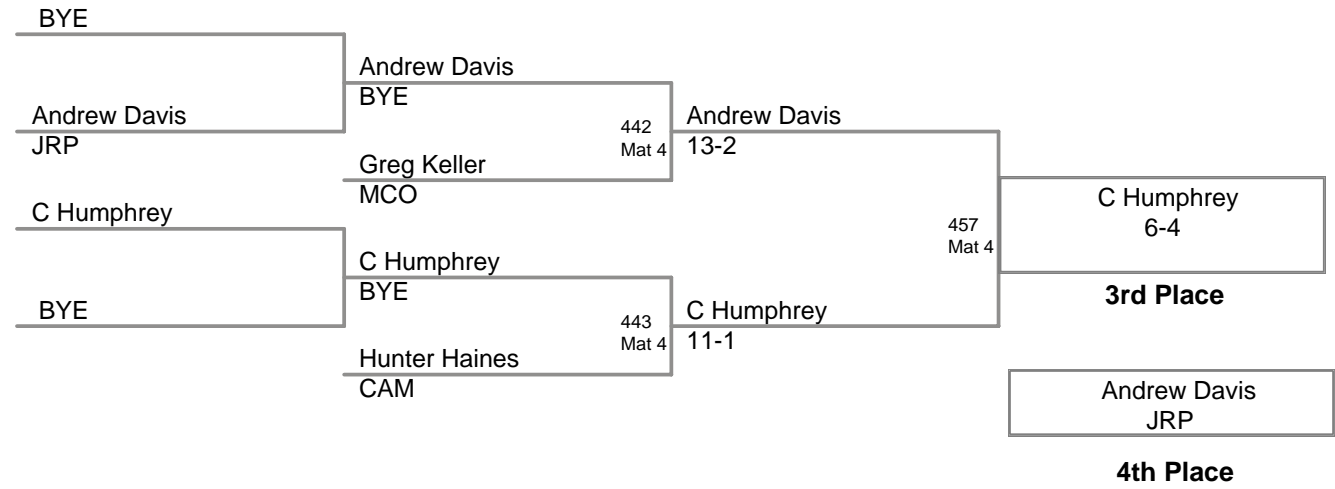 BYE
Andrew Davis
BYE
Andrew Davis
JRP
442
Mat 4
Andrew Davis
13-2
Greg Keller
MCO
C Humphrey
6-4
3rd Place
C Humphrey
457
Mat 4
C Humphrey
BYE
BYE
443
Mat 4
C Humphrey
11-1
Hunter Haines
CAM
Andrew Davis
JRP
4th Place